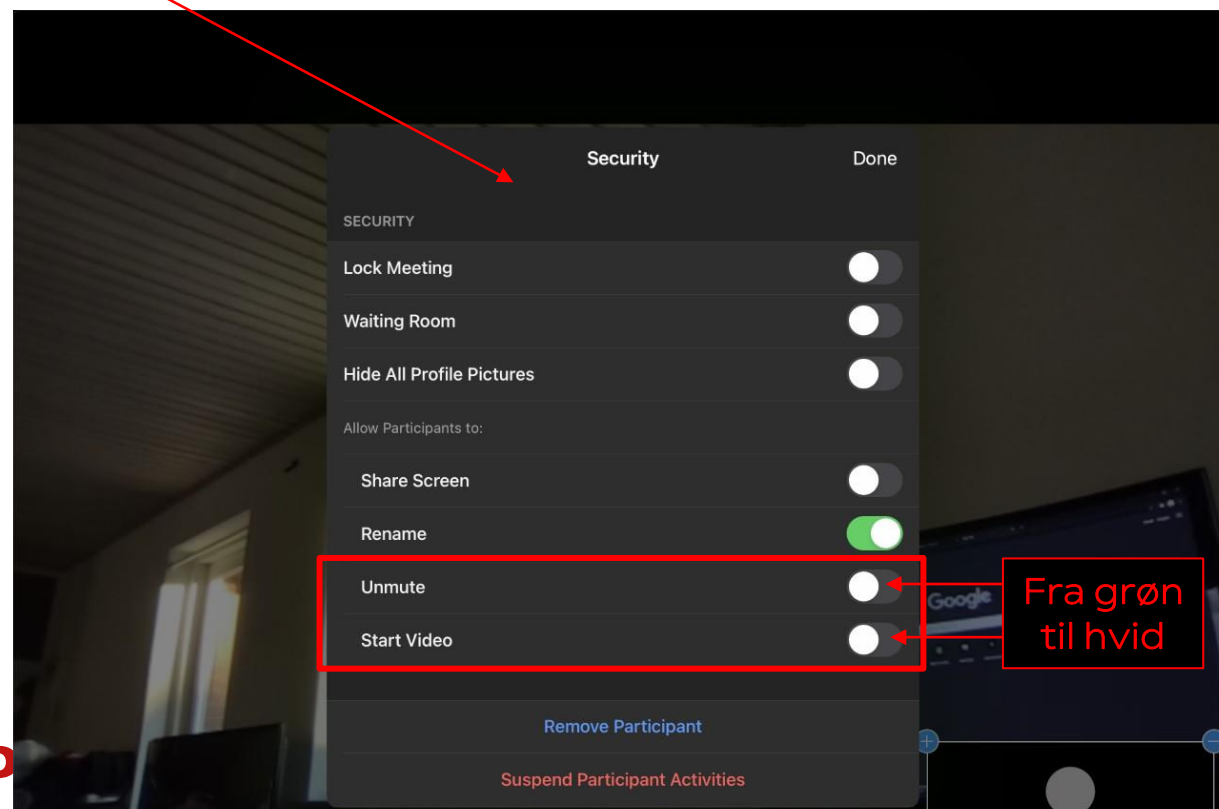 Security Done
SECURITY
Lock Meeting
Waiting Room
Hide All Profile Pictures
Allow Participants to:
Share Screen
Rename
Unmute
Start Video
Google
Fra grøn
til hvid
Remove Participant
Suspend Participant Activities